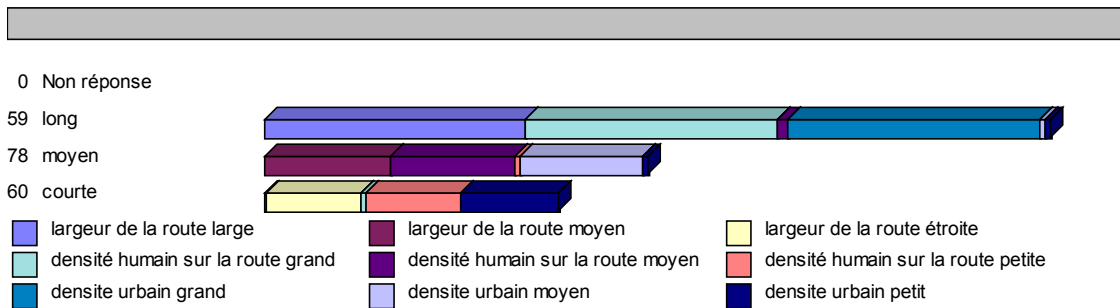 0 Non réponse
59 long
78 moyen
60 courte
largeur de la route large largeur de la route moyen largeur de la route étroite
densité humain sur la route grand densité humain sur la route moyen densité humain sur la route petite
densite urbain grand densite urbain moyen densite urbain petit